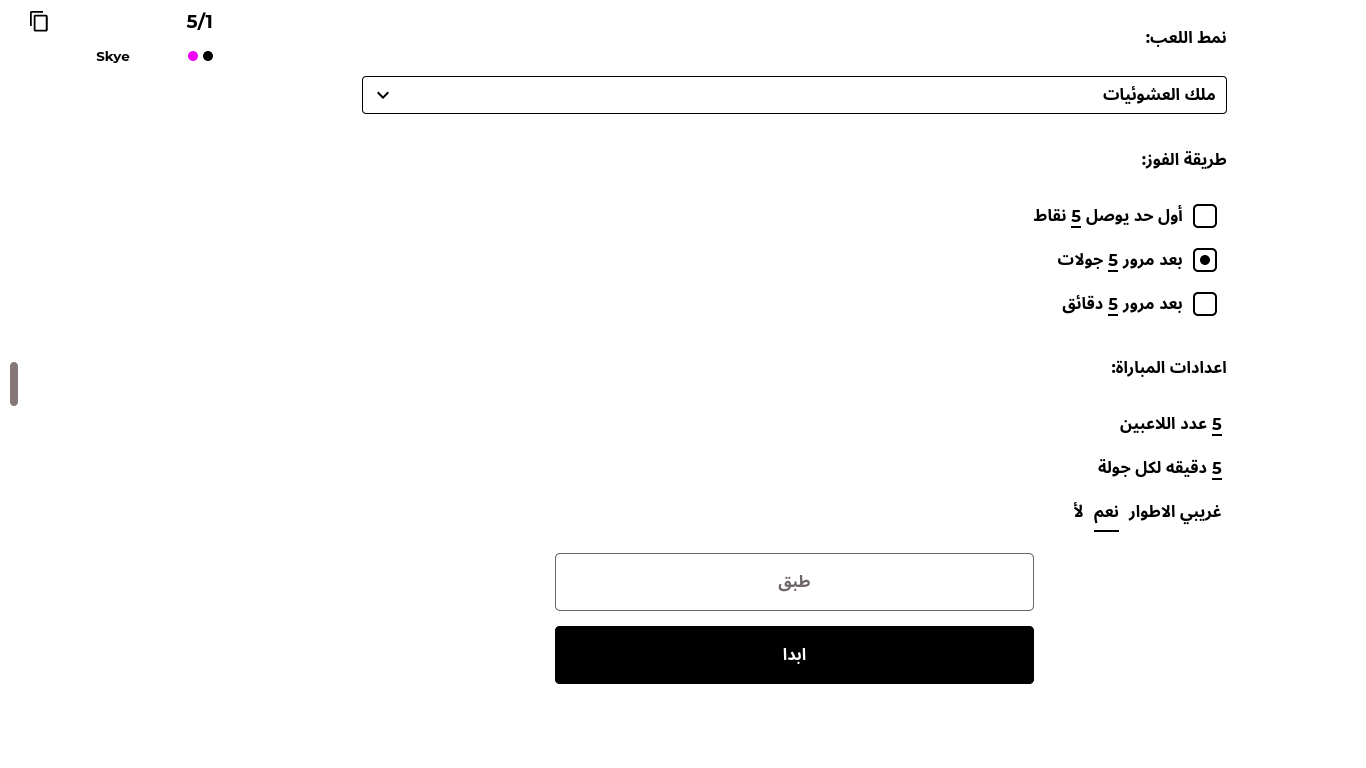 5/1
Skye
نمط اللعب:
ملك العشوئيات
طريقة الفوز:
أول حد يوصل 5 نقاط
بعد مرور 5 جولات
بعد مرور 5 دقائق
اعدادات المباراة:
5 عدد اللاعبين
5 دقيقه لكل جولة
غريبي الاطوار نعم لأ
طبق
ابدا